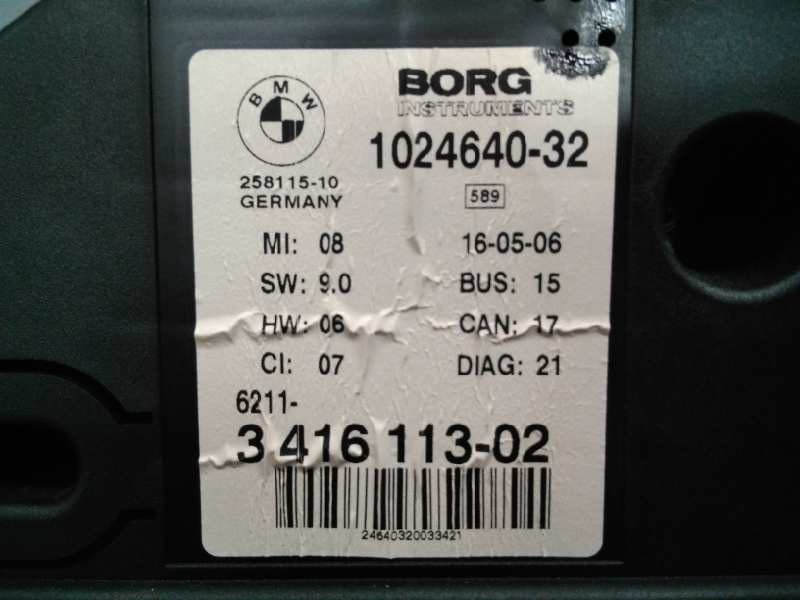 BMW
BORG
INSTRUMENTS
1024640-32
258115-10
GERMANY
589
MI: 08 16-05-06
SW: 9.0 BUS: 15
HW: 06 CAN: 17
CI: 07 DIAG: 21
6211-
3 416 113-02
24640320033421